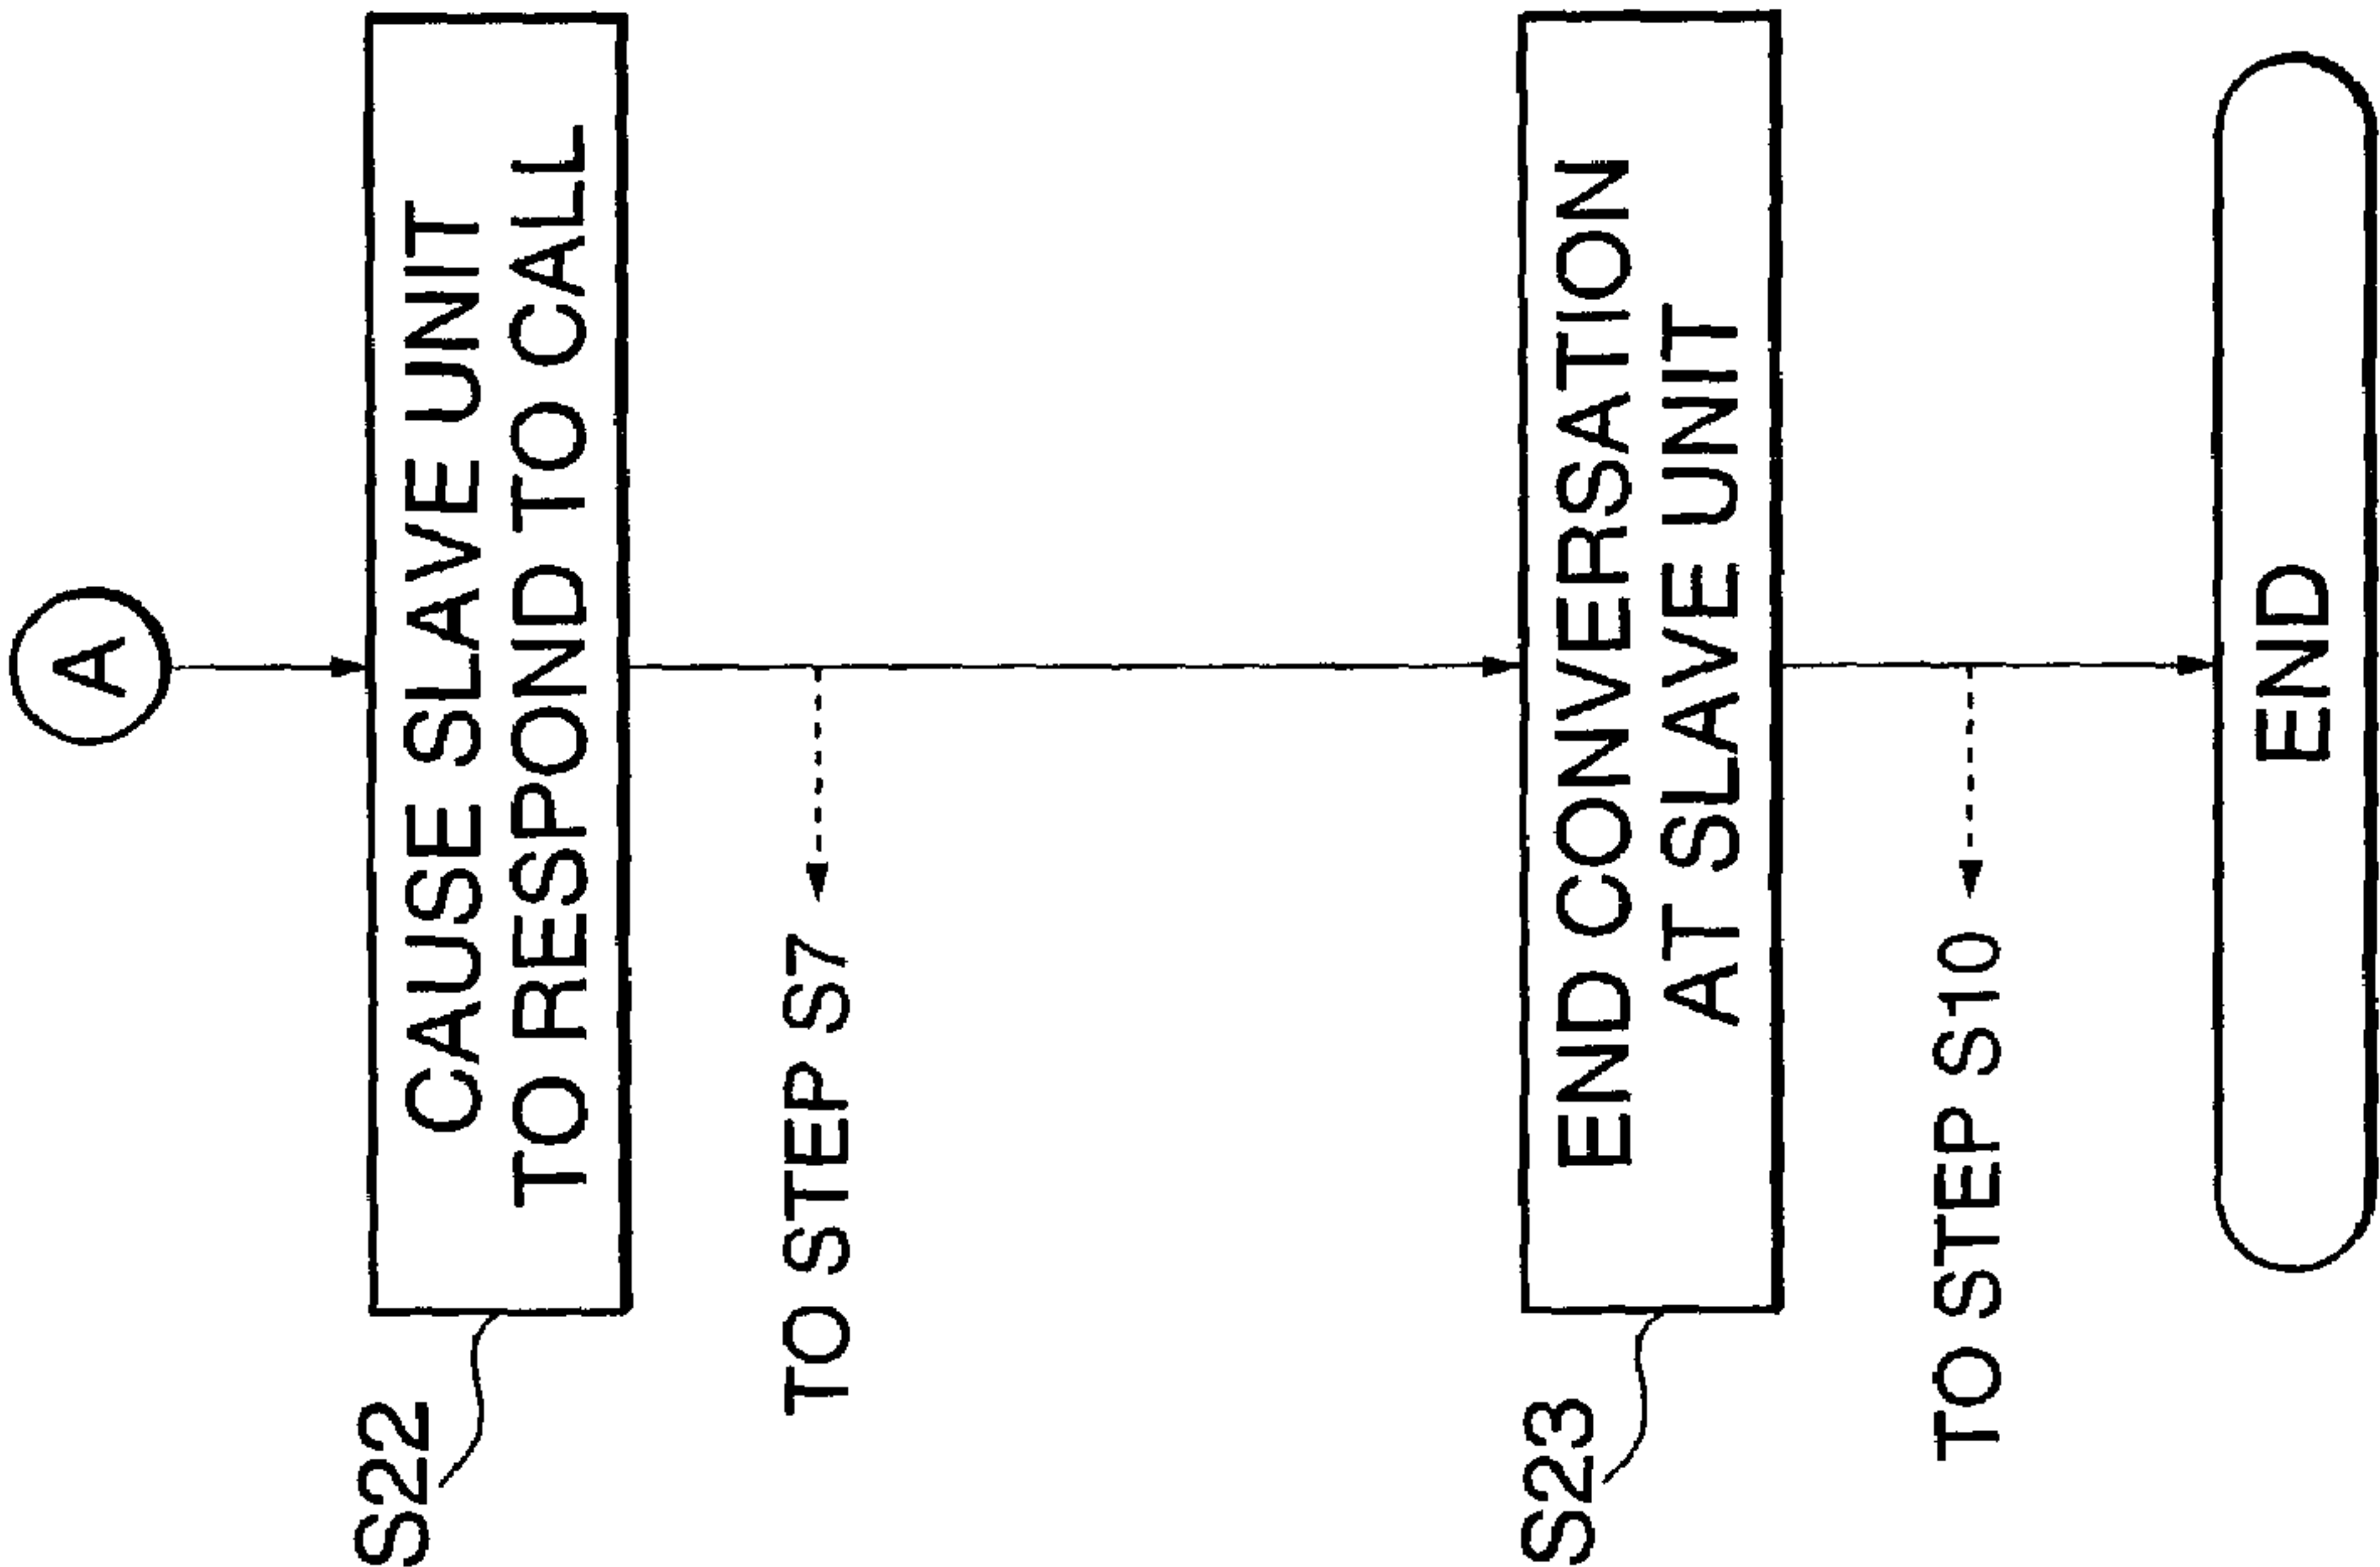 A
S22
CAUSE SLAVE UNIT
TO RESPOND TO CALL
TO STEP S7
S23
END CONVERSATION
AT SLAVE UNIT
TO STEP S10
END